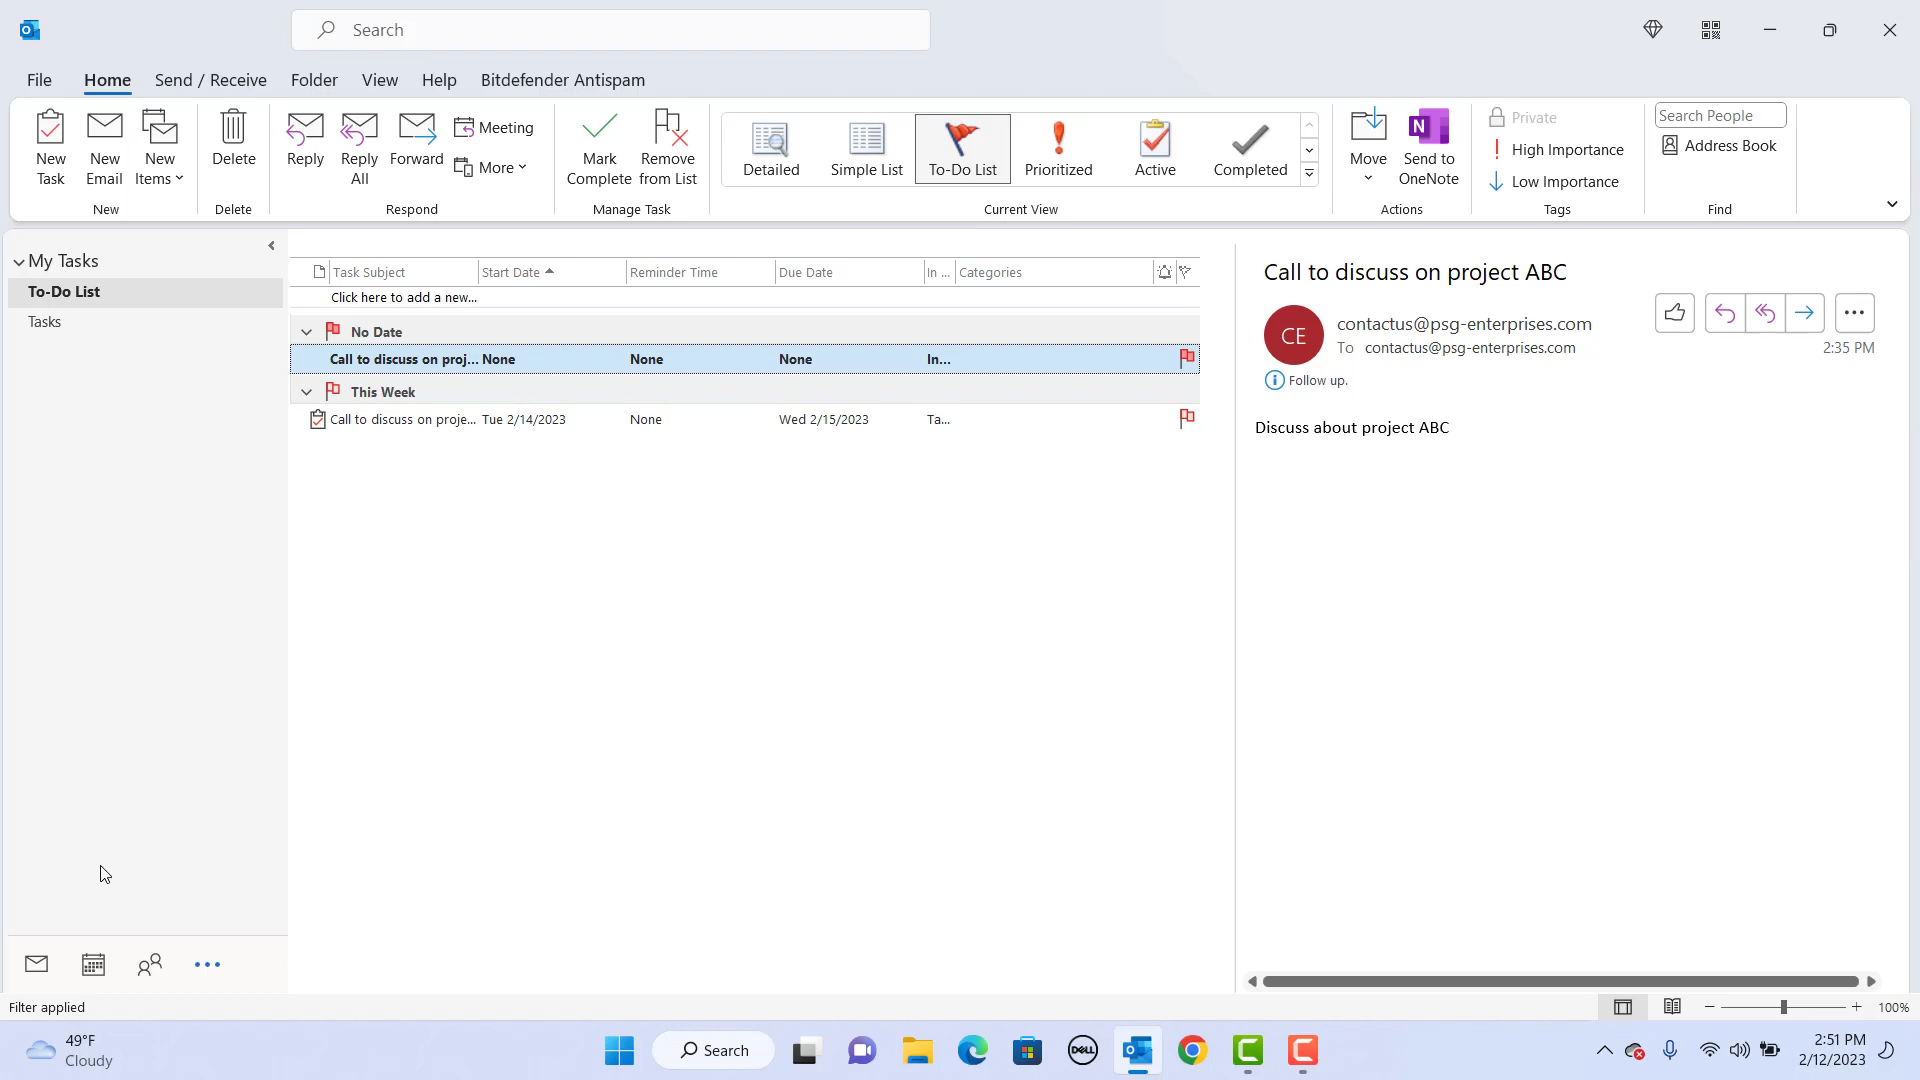 Search
File Home Send / Receive Folder View Help Bitdefender Antispam
New Task
New Email
New Items
New
Delete
Delete
Reply
Reply All
Forward
Meeting
More
Respond
Mark Complete
Remove from List
Manage Task
Detailed
Simple List
To-Do List
Prioritized
Active
Completed
Current View
Move
Send to OneNote
Actions
Private
High Importance
Low Importance
Tags
Search People
Address Book
Find
My Tasks
To-Do List
Tasks
Task Subject Start Date Reminder Time Due Date In ... Categories
Click here to add a new...
No Date
Call to discuss on proj... None None None In...
This Week
Call to discuss on proje... Tue 2/14/2023 None Wed 2/15/2023 Ta...
Call to discuss on project ABC
CE
contactus@psg-enterprises.com
To contactus@psg-enterprises.com
2:35 PM
Follow up.
Discuss about project ABC
Filter applied
100%
49°F
Cloudy
Search
DELL
2:51 PM
2/12/2023